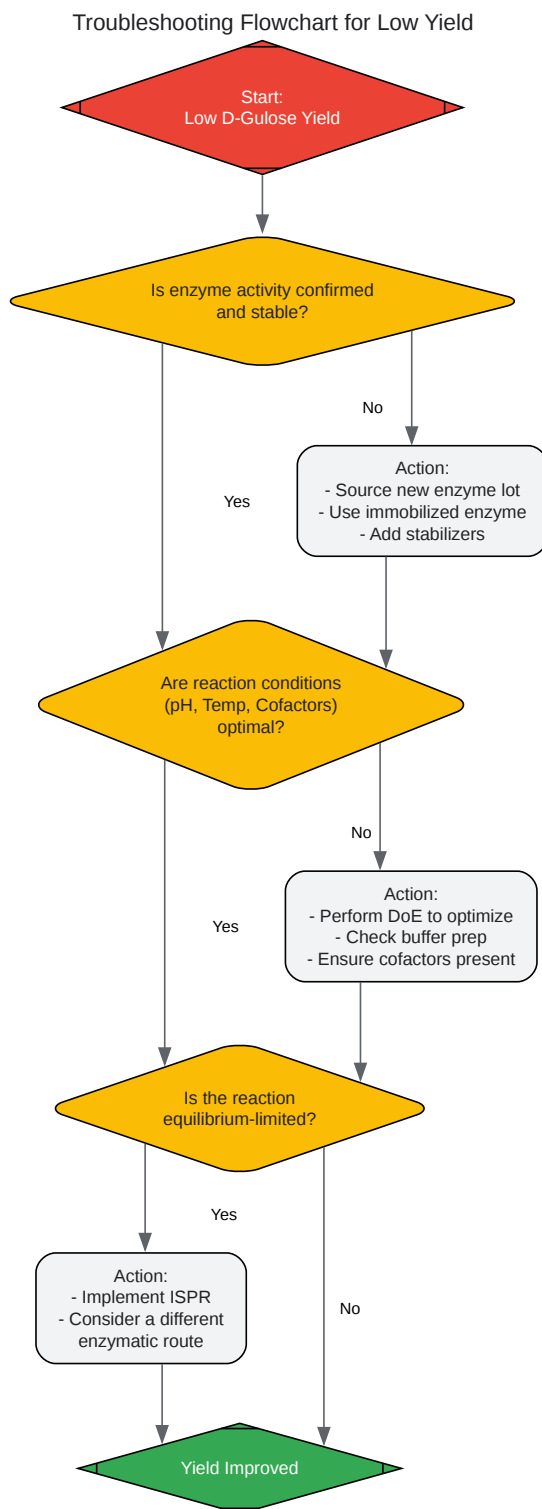 Troubleshooting Flowchart for Low Yield
Start:
Low D-Gulose Yield
Is enzyme activity confirmed
and stable?
No
Yes
Action:
- Source new enzyme lot
- Use immobilized enzyme
- Add stabilizers
Are reaction conditions
(pH, Temp, Cofactors)
optimal?
No
Yes
Action:
- Perform DoE to optimize
- Check buffer prep
- Ensure cofactors present
Is the reaction
equilibrium-limited?
Yes
No
Action:
- Implement ISPR
- Consider a different
enzymatic route
Yield Improved